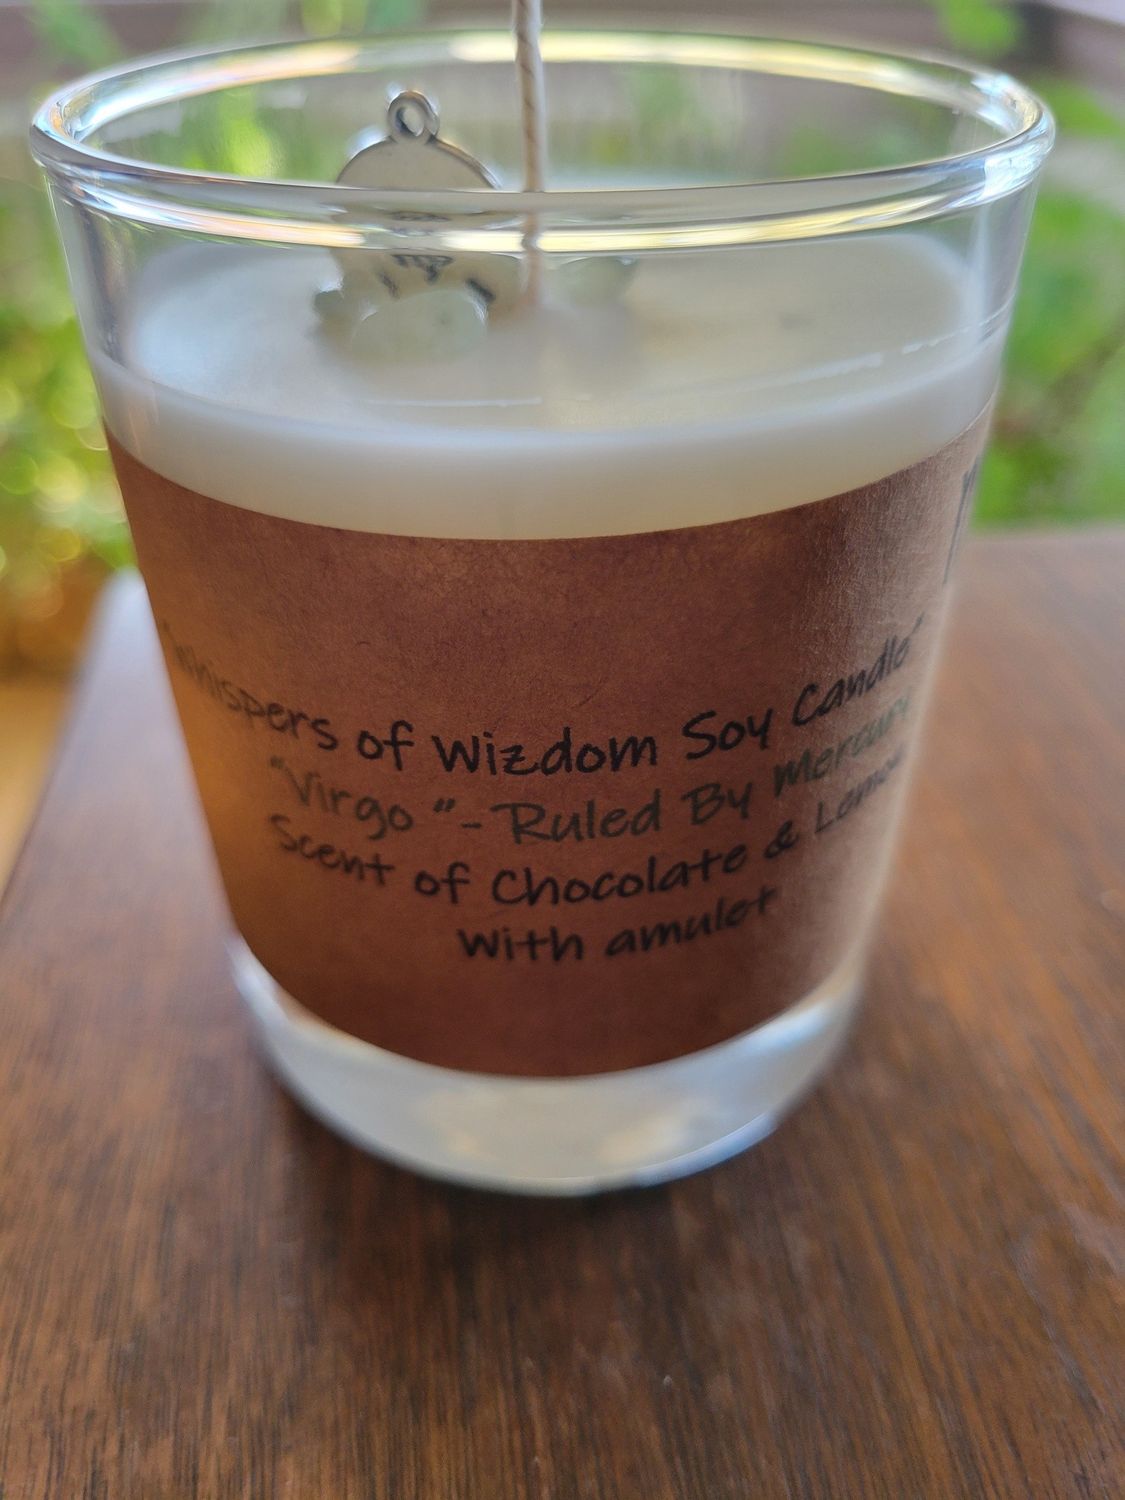 "Whispers of Wizdom Soy Candle"
"Virgo" - Ruled By Mercury
Scent of Chocolate & Lemon
With amulet